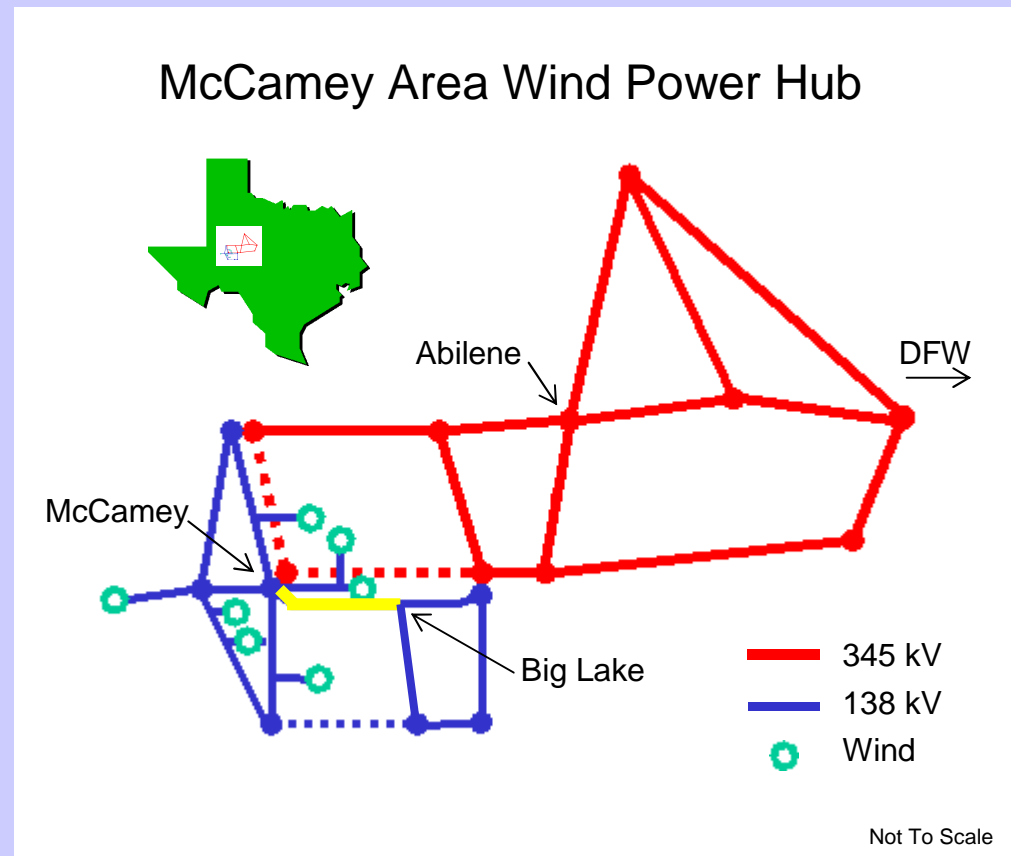 McCamey Area Wind Power Hub
Abilene
DFW
McCamey
Big Lake
345 kV
138 kV
Wind
Not To Scale